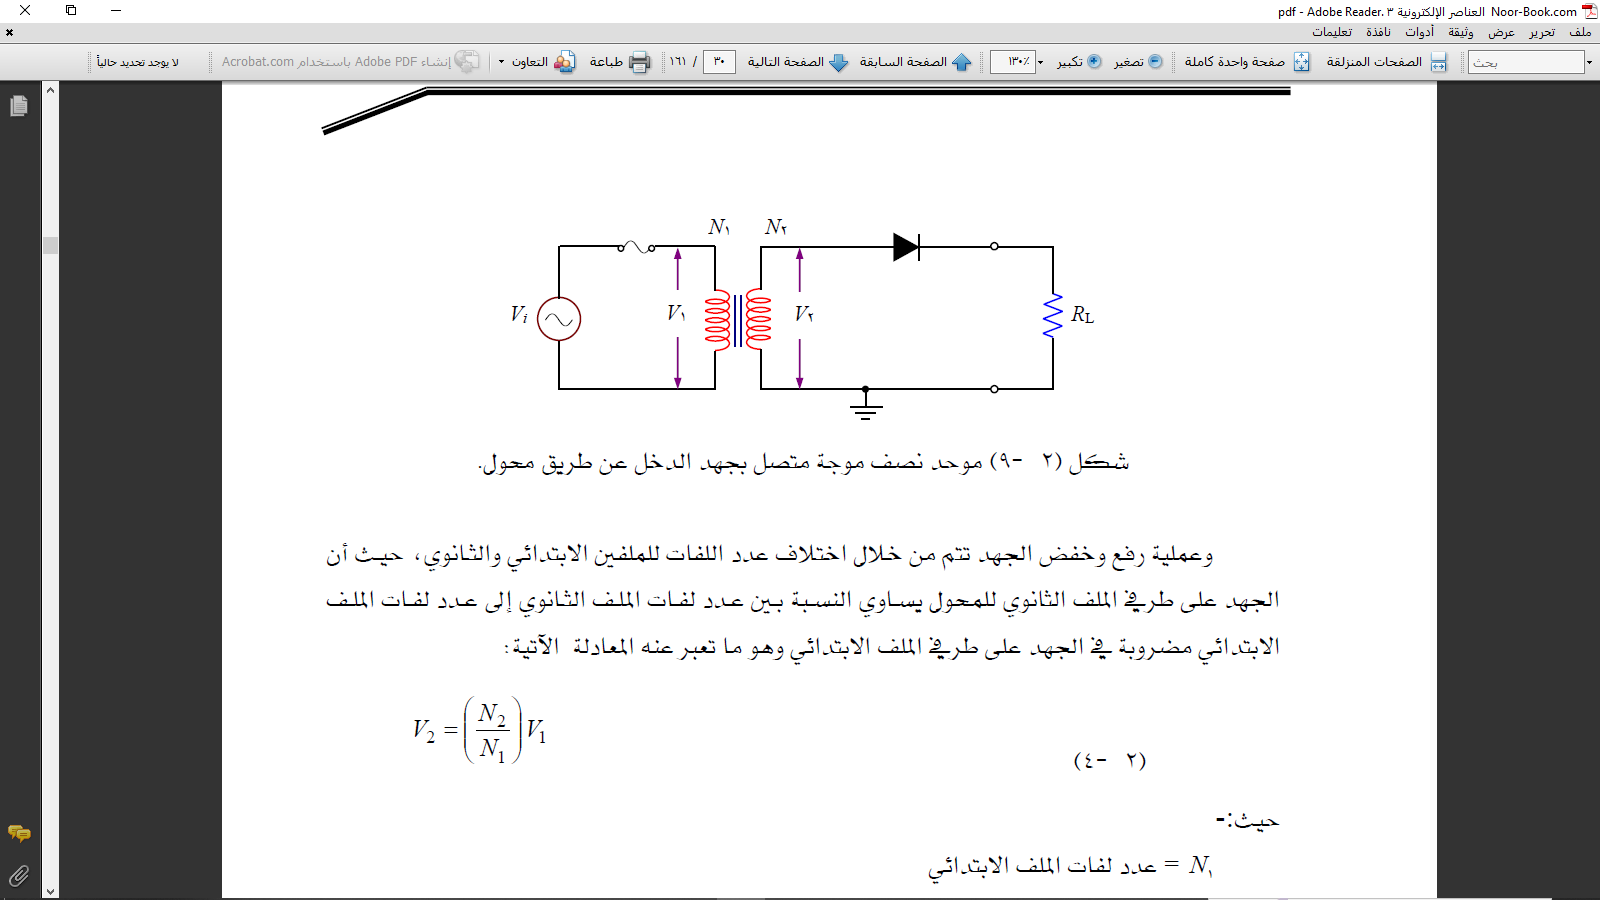 Noor-Book.com العناصر الإلكترونية ٣ .pdf - Adobe Reader
ملف تحرير عرض وثيقة أدوات نافذة تعليمات
بحث الصفحات المنزلقة صفحة واحدة كاملة تصغير تكبير ١٣٠٪ الصفحة السابقة الصفحة التالية ٣٠ / ١٦١ طباعة التعاون إنشاء Adobe PDF باستخدام Acrobat.com لا يوجد تحديد حالياً
N١ N٢
Vi V١ V٢ RL
شكل (٢ -٩) موحد نصف موجة متصل بجهد الدخل عن طريق محول.
وعملية رفع وخفض الجهد تتم من خلال اختلاف عدد اللفات للملفين الابتدائي والثانوي، حيث أن
الجهد على طرفي الملف الثانوي للمحول يساوي النسبة بين عدد لفات الملف الثانوي إلى عدد لفات الملف
الابتدائي مضروبة في الجهد على طرفي الملف الابتدائي وهو ما تعبر عنه المعادلة الآتية:
V2 = (N2/N1) V1
(٢ -٤)
حيث:-
N١ = عدد لفات الملف الابتدائي